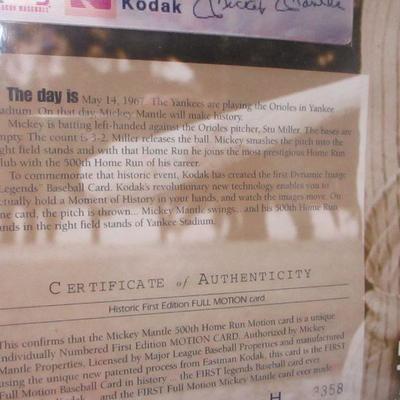 Kodak Mickey Mantle
The day is May 14, 1967. The Yankees are playing the Orioles in Yankee
tadium. On that day, Mickey Mantle will make history.
Mickey is batting left-handed against the Orioles pitcher, Stu Miller. The bases are
mpty. The count is 3-2. Miller releases the ball. Mickey smashes the pitch into the
ght field stands and with that Home Run he joins the most prestigious Home Run
lub with the 500th Home Run of his career.
To commemorate that historic event, Kodak has created the first Dynamic Image
Legends™ Baseball Card. Kodak's revolutionary new technology enables you to
ctually hold a Moment of History in your hands, and watch the images move. On
ne card, the pitch is thrown... Mickey Mantle swings... and his 500th Home Run
ands in the right field stands of Yankee Stadium.
CERTIFICATE of AUTHENTICITY
Historic First Edition FULL MOTION card
This confirms that the Mickey Mantle 500th Home Run Motion card is a unique
Individually Numbered First Edition MOTION CARD. Authorized by Mickey
Mantle Properties, Licensed by Major League Baseball Properties and manufactured
using the unique new patented process from Eastman Kodak, this card is the FIRST
Full Motion Baseball Card in history ... the FIRST legends Baseball card ever
Kodak ... and the FIRST Full Motion Mickey Mantle card ever made
H 3358